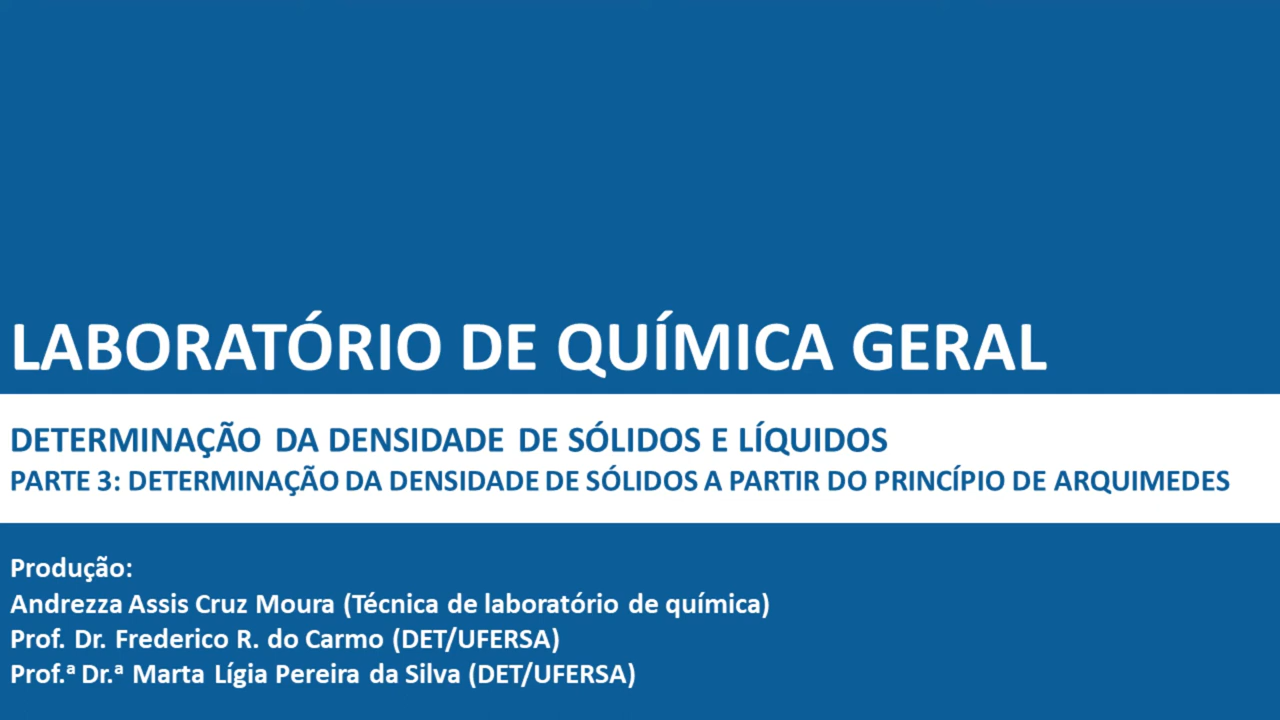 LABORATÓRIO DE QUÍMICA GERAL
DETERMINAÇÃO DA DENSIDADE DE SÓLIDOS E LÍQUIDOS
PARTE 3: DETERMINAÇÃO DA DENSIDADE DE SÓLIDOS A PARTIR DO PRINCÍPIO DE ARQUIMEDES
Produção:
Andrezza Assis Cruz Moura (Técnica de laboratório de química)
Prof. Dr. Frederico R. do Carmo (DET/UFERSA)
Prof.ª Dr.ª Marta Lígia Pereira da Silva (DET/UFERSA)